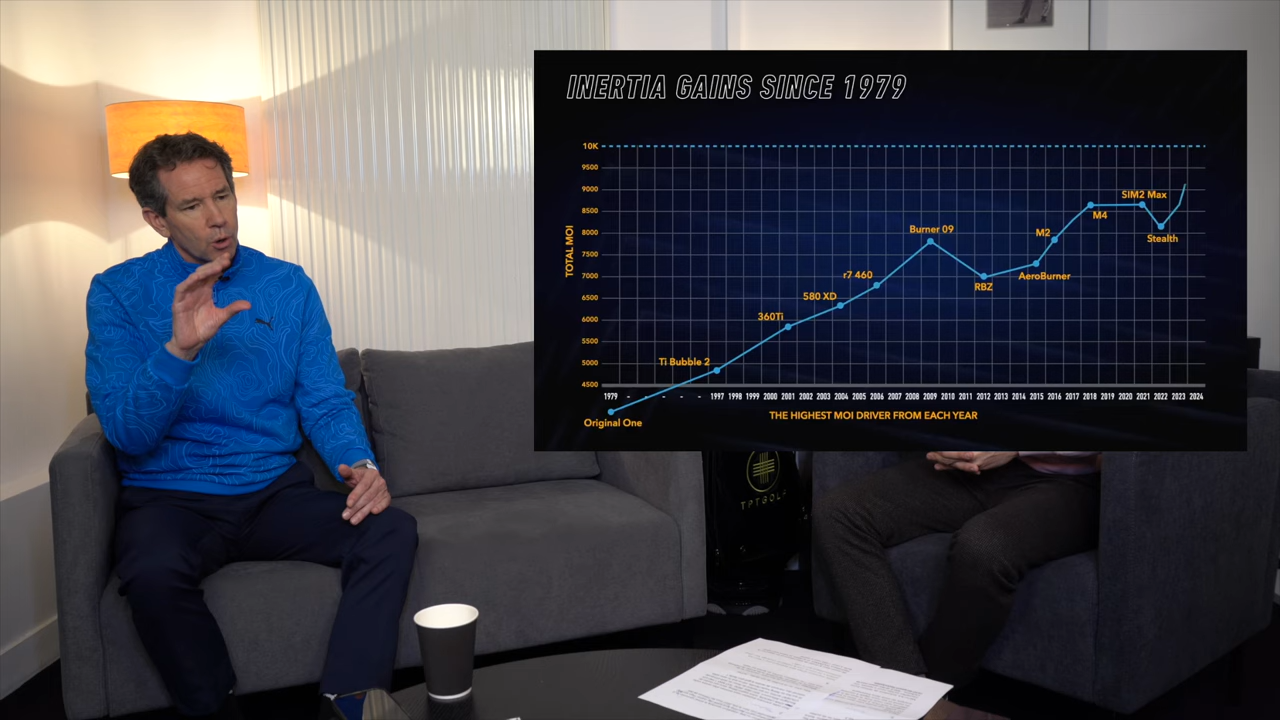 INERTIA GAINS SINCE 1979
10K
9500
9000
8500
8000
7500
7000
6500
6000
5500
5000
4500
TOTAL MOI
Original One
Ti Bubble 2
360Ti
580 XD
r7 460
Burner 09
RBZ
AeroBurner
M2
M4
SIM2 Max
Stealth
1979 - - - - - 1997 1998 1999 2000 2001 2002 2003 2004 2005 2006 2007 2008 2009 2010 2011 2012 2013 2014 2015 2016 2017 2018 2019 2020 2021 2022 2023 2024
THE HIGHEST MOI DRIVER FROM EACH YEAR
TPTGOLF